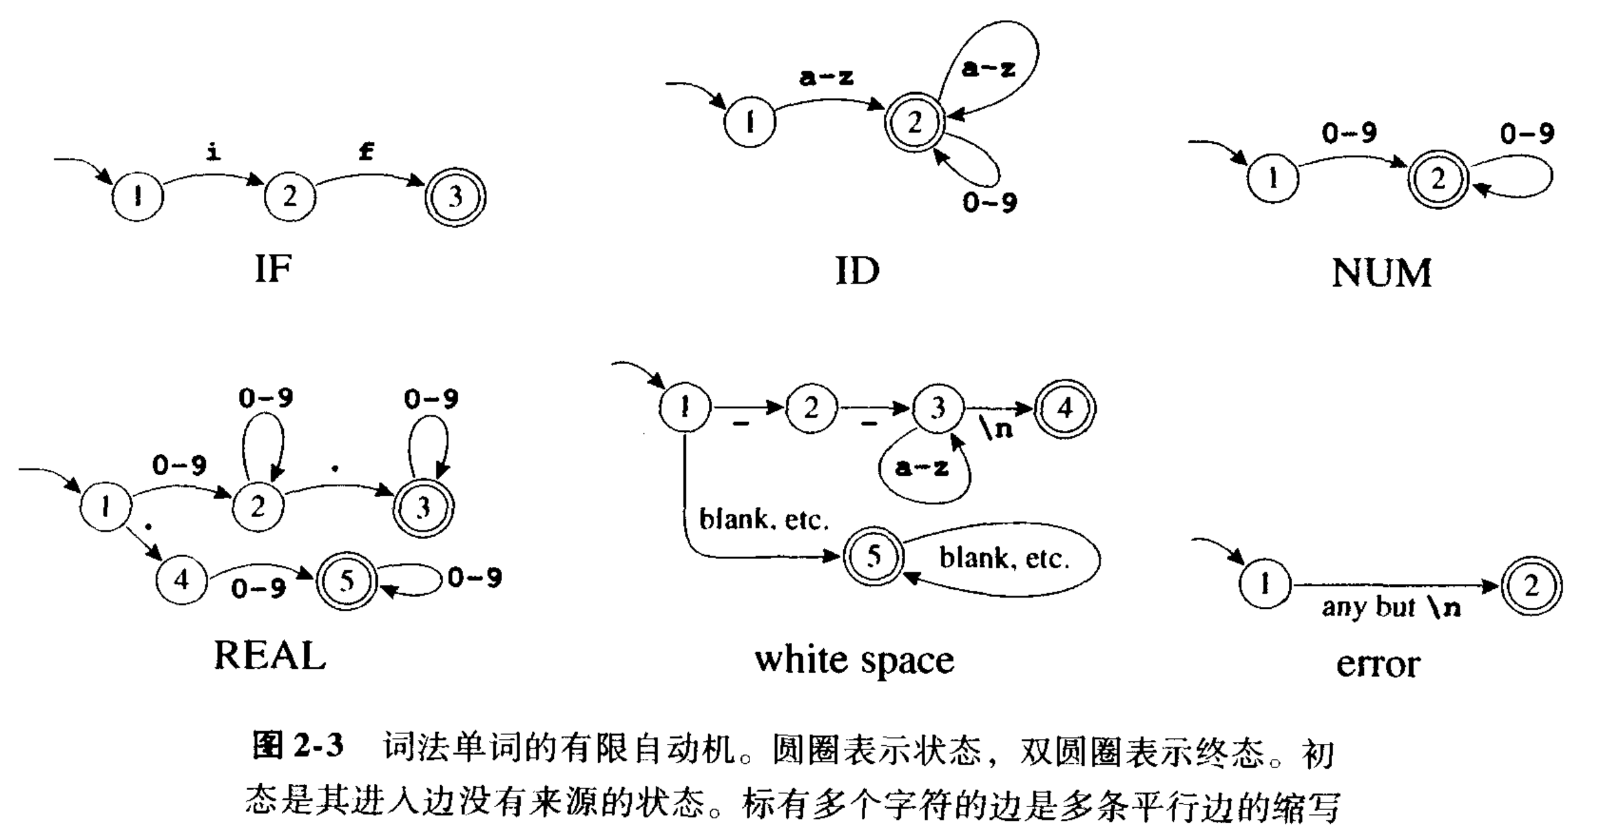 i f
1 2 3
IF
a-z a-z
1 2
0-9
ID
0-9 0-9
1 2
NUM
0-9 0-9
0-9 .
1 2 3
.
4 0-9 5 0-9
REAL
1 - 2 - 3 \n 4
a-z
blank, etc.
5 blank, etc.
white space
1 2
any but \n
error
图2-3 词法单词的有限自动机。圆圈表示状态，双圆圈表示终态。初
态是其进入边没有来源的状态。标有多个字符的边是多条平行边的缩写